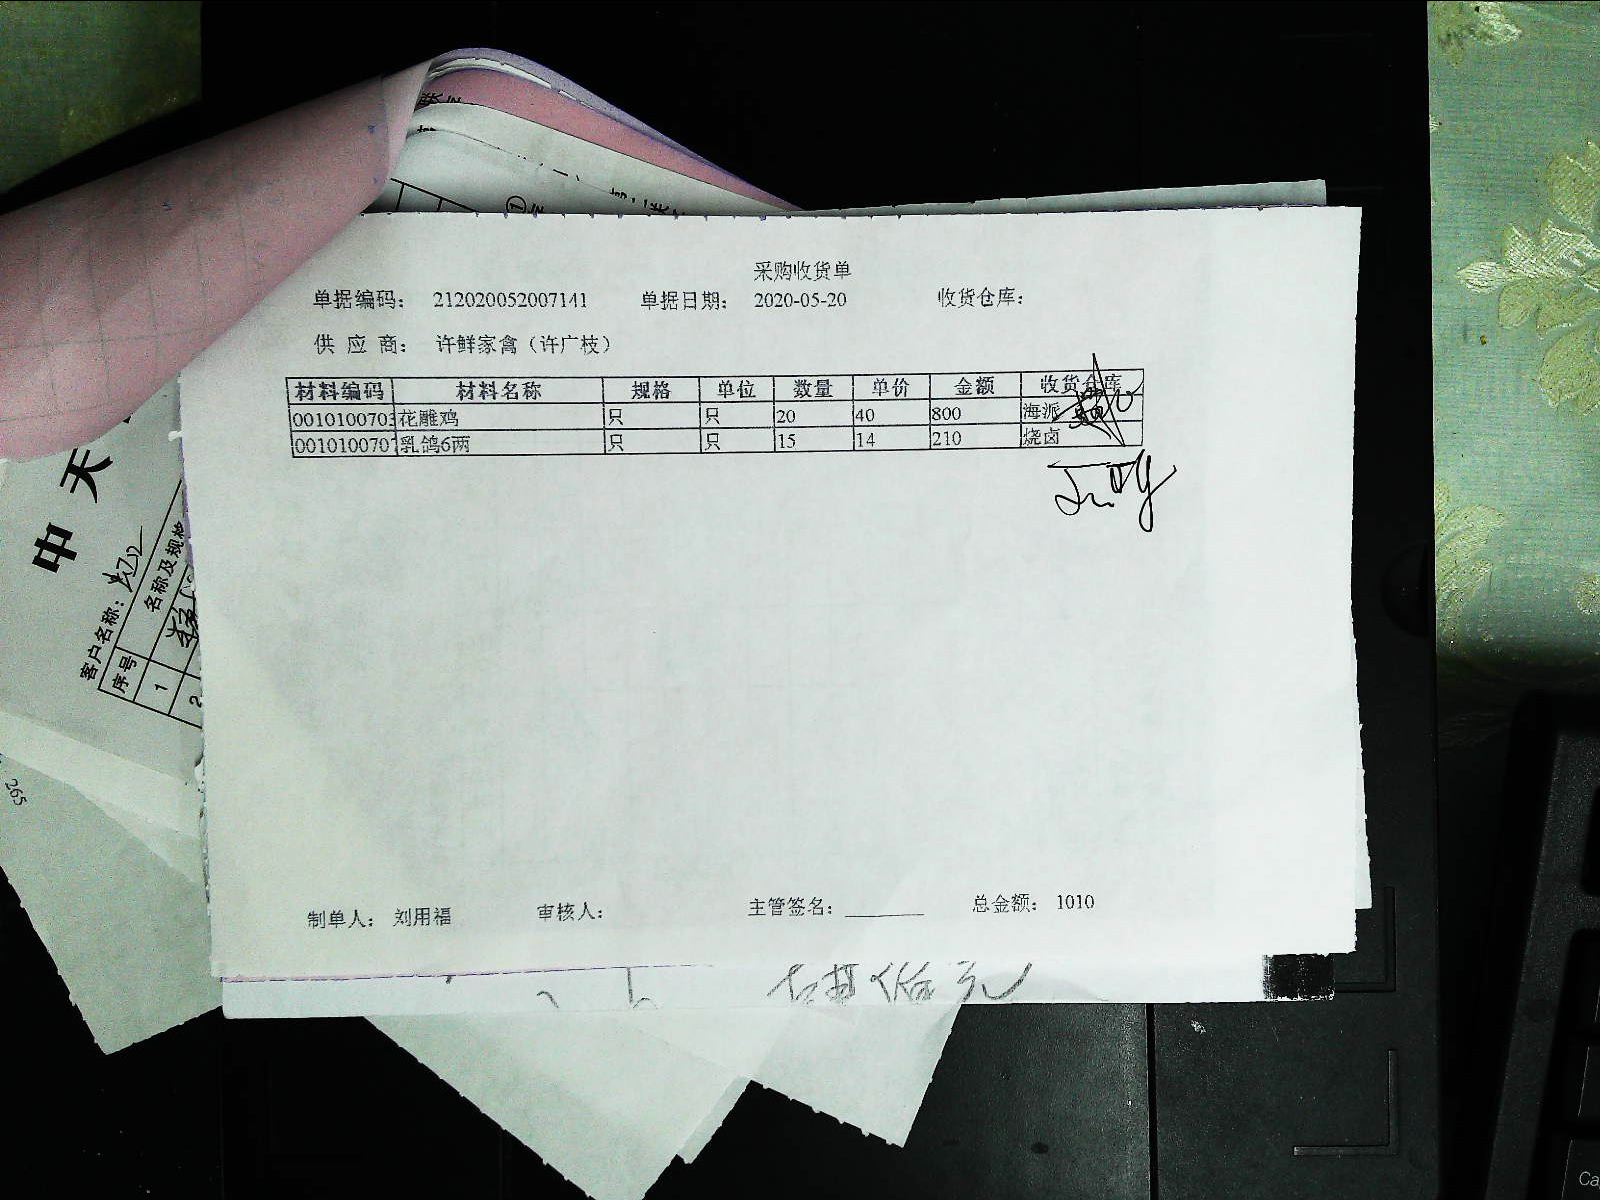 采购收货单
单据编码： 212020052007141 单据日期： 2020-05-20 收货仓库：
供 应 商： 许鲜家禽（许广枝）
材料编码 材料名称 规格 单位 数量 单价 金额 收货仓库
0010100703 花雕鸡 只 只 20 40 800 海派
0010100707 乳鸽6两 只 只 15 14 210 烧卤
制单人： 刘用福 审核人： 主管签名： 总金额： 1010
中天
客户名称：
序号 名称及规格
1
2
265